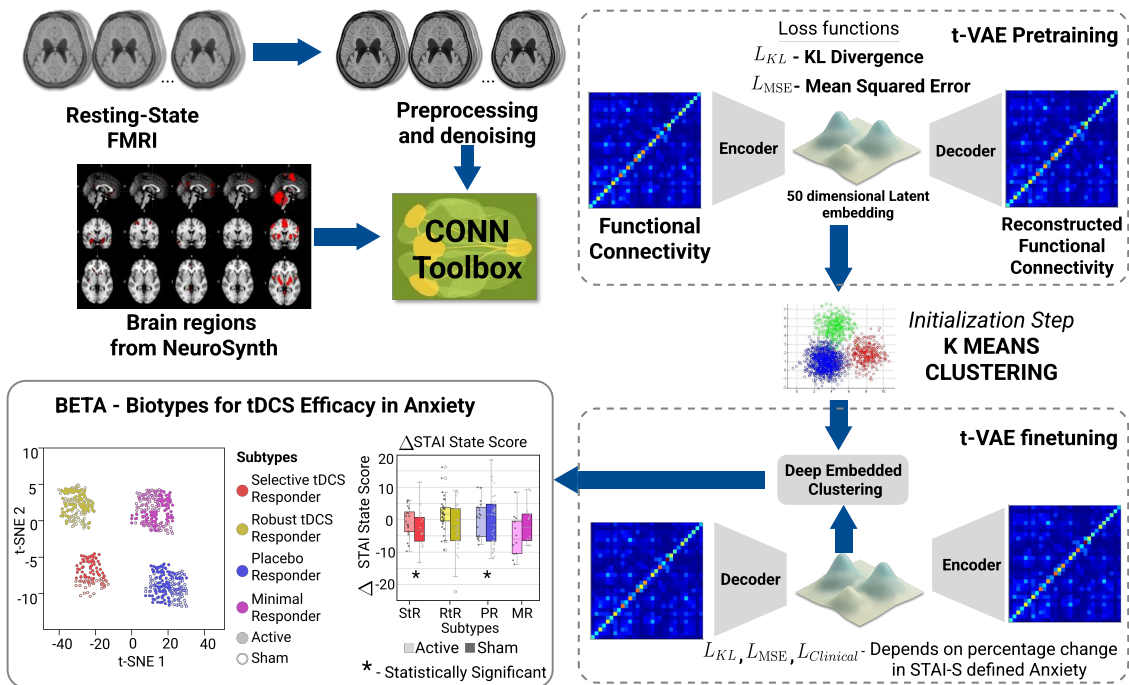 Resting-State
FMRI
...
Preprocessing
and denoising
...
Brain regions
from NeuroSynth
CONN
Toolbox
t-VAE Pretraining
Loss functions
L_KL - KL Divergence
L_MSE - Mean Squared Error
Encoder
Decoder
50 dimensional Latent
embedding
Functional
Connectivity
Reconstructed
Functional
Connectivity
Initialization Step
K MEANS
CLUSTERING
t-VAE finetuning
Deep Embedded
Clustering
Decoder
Encoder
L_KL, L_MSE, L_Clinical - Depends on percentage change
in STAI-S defined Anxiety
BETA - Biotypes for tDCS Efficacy in Anxiety
10
5
0
-5
-10
t-SNE 2
-40 -20 0 20 40
t-SNE 1
Subtypes
Selective tDCS
Responder
Robust tDCS
Responder
Placebo
Responder
Minimal
Responder
Active
Sham
△STAI State Score
△ STAI State Score
20
10
0
-10
-20
* *
StR RtR PR MR
Subtypes
Active Sham
* - Statistically Significant